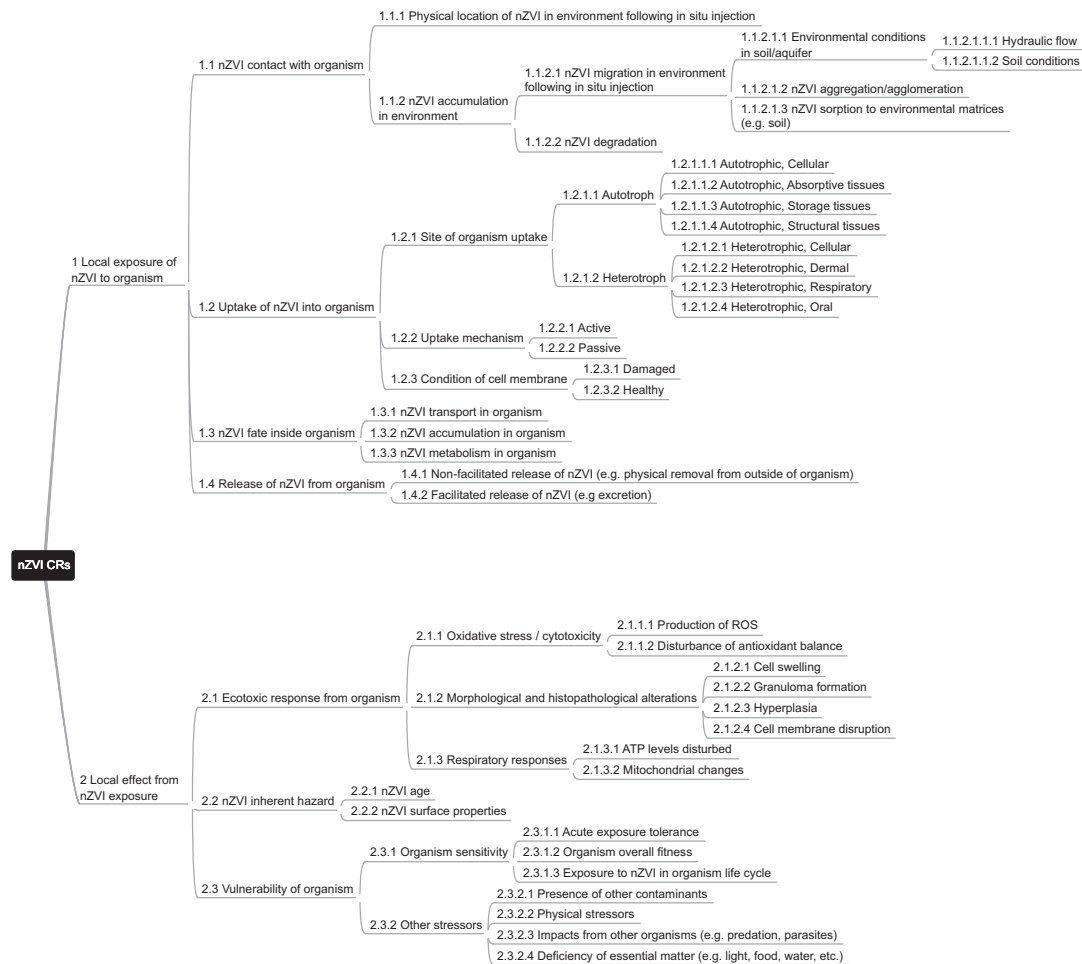 1.1.1 Physical location of nZVI in environment following in situ injection
1.1.2.1.1 Environmental conditions
in soil/aquifer
1.1.2.1.1.1 Hydraulic flow
1.1.2.1.1.2 Soil conditions
1.1 nZVI contact with organism
1.1.2.1 nZVI migration in environment
following in situ injection
1.1.2.1.2 nZVI aggregation/agglomeration
1.1.2 nZVI accumulation
in environment
1.1.2.1.3 nZVI sorption to environmental matrices
(e.g. soil)
1.1.2.2 nZVI degradation
1.2.1.1.1 Autotrophic, Cellular
1.2.1.1 Autotroph
1.2.1.1.2 Autotrophic, Absorptive tissues
1.2.1.1.3 Autotrophic, Storage tissues
1.2.1.1.4 Autotrophic, Structural tissues
1.2.1 Site of organism uptake
1.2.1.2.1 Heterotrophic, Cellular
1 Local exposure of
nZVI to organism
1.2.1.2 Heterotroph
1.2.1.2.2 Heterotrophic, Dermal
1.2.1.2.3 Heterotrophic, Respiratory
1.2 Uptake of nZVI into organism
1.2.1.2.4 Heterotrophic, Oral
1.2.2 Uptake mechanism
1.2.2.1 Active
1.2.2.2 Passive
1.2.3 Condition of cell membrane
1.2.3.1 Damaged
1.2.3.2 Healthy
1.3 nZVI fate inside organism
1.3.1 nZVI transport in organism
1.3.2 nZVI accumulation in organism
1.3.3 nZVI metabolism in organism
1.4 Release of nZVI from organism
1.4.1 Non-facilitated release of nZVI (e.g. physical removal from outside of organism)
1.4.2 Facilitated release of nZVI (e.g excretion)
nZVI CRs
2.1.1 Oxidative stress / cytotoxicity
2.1.1.1 Production of ROS
2.1.1.2 Disturbance of antioxidant balance
2.1 Ecotoxic response from organism
2.1.2 Morphological and histopathological alterations
2.1.2.1 Cell swelling
2.1.2.2 Granuloma formation
2.1.2.3 Hyperplasia
2.1.2.4 Cell membrane disruption
2.1.3 Respiratory responses
2.1.3.1 ATP levels disturbed
2.1.3.2 Mitochondrial changes
2 Local effect from
nZVI exposure
2.2 nZVI inherent hazard
2.2.1 nZVI age
2.2.2 nZVI surface properties
2.3.1 Organism sensitivity
2.3.1.1 Acute exposure tolerance
2.3.1.2 Organism overall fitness
2.3.1.3 Exposure to nZVI in organism life cycle
2.3 Vulnerability of organism
2.3.2 Other stressors
2.3.2.1 Presence of other contaminants
2.3.2.2 Physical stressors
2.3.2.3 Impacts from other organisms (e.g. predation, parasites)
2.3.2.4 Deficiency of essential matter (e.g. light, food, water, etc.)